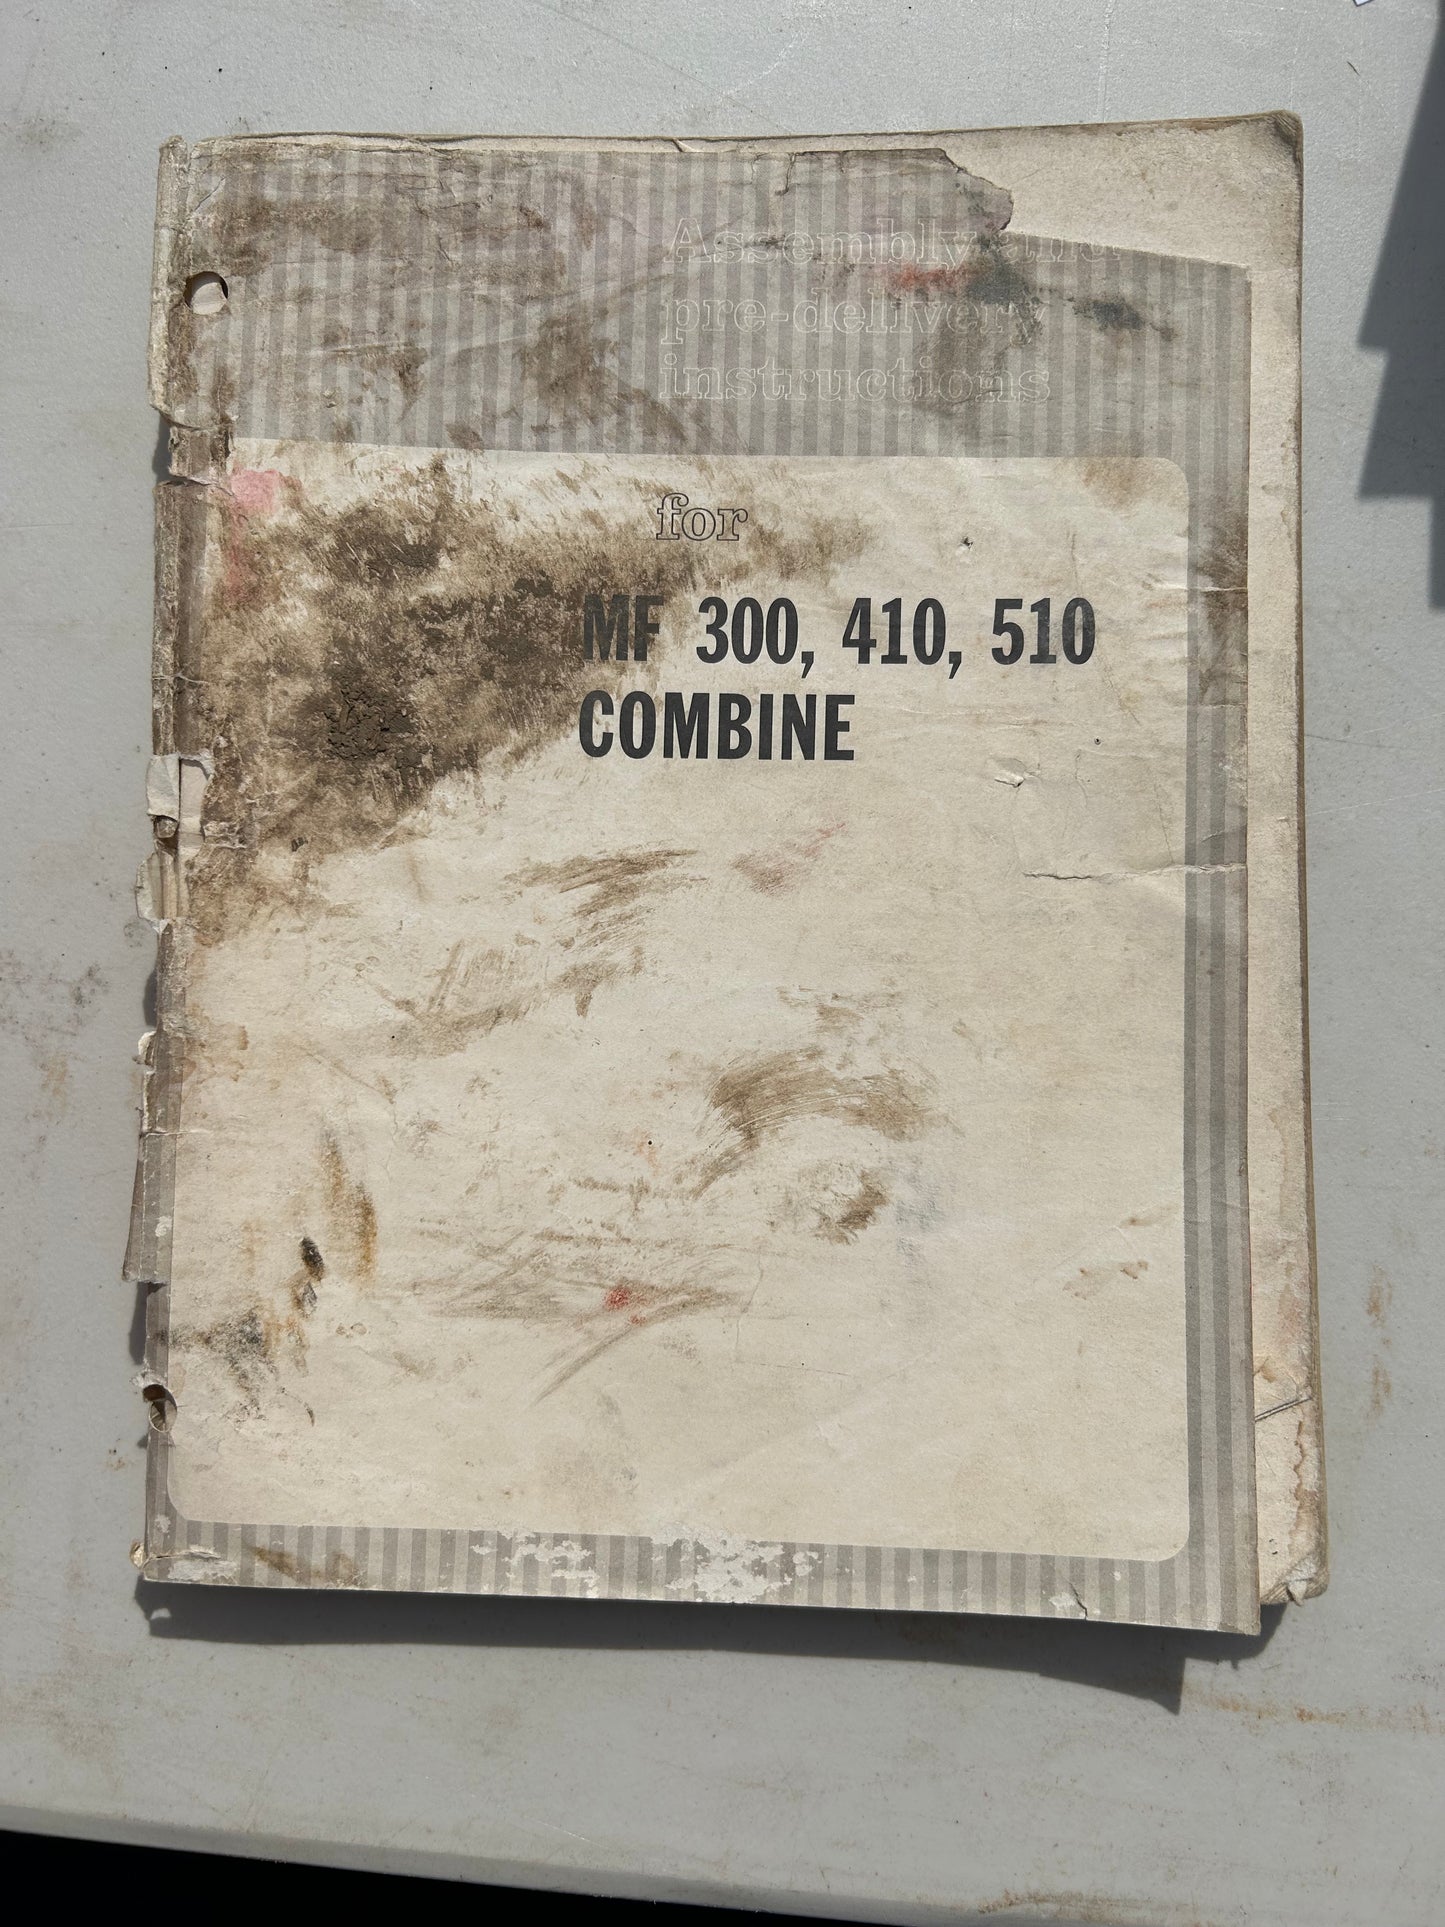 Assembly and
pre-delivery
instructions
for
MF 300, 410, 510
COMBINE